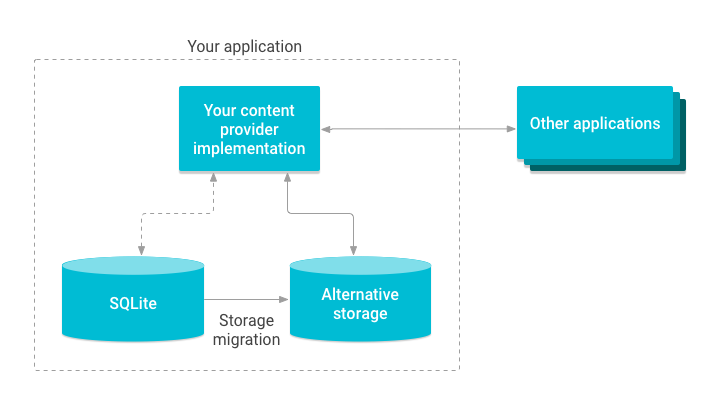 Your application
Your content
provider
implementation
Other applications
SQLite
Alternative
storage
Storage
migration